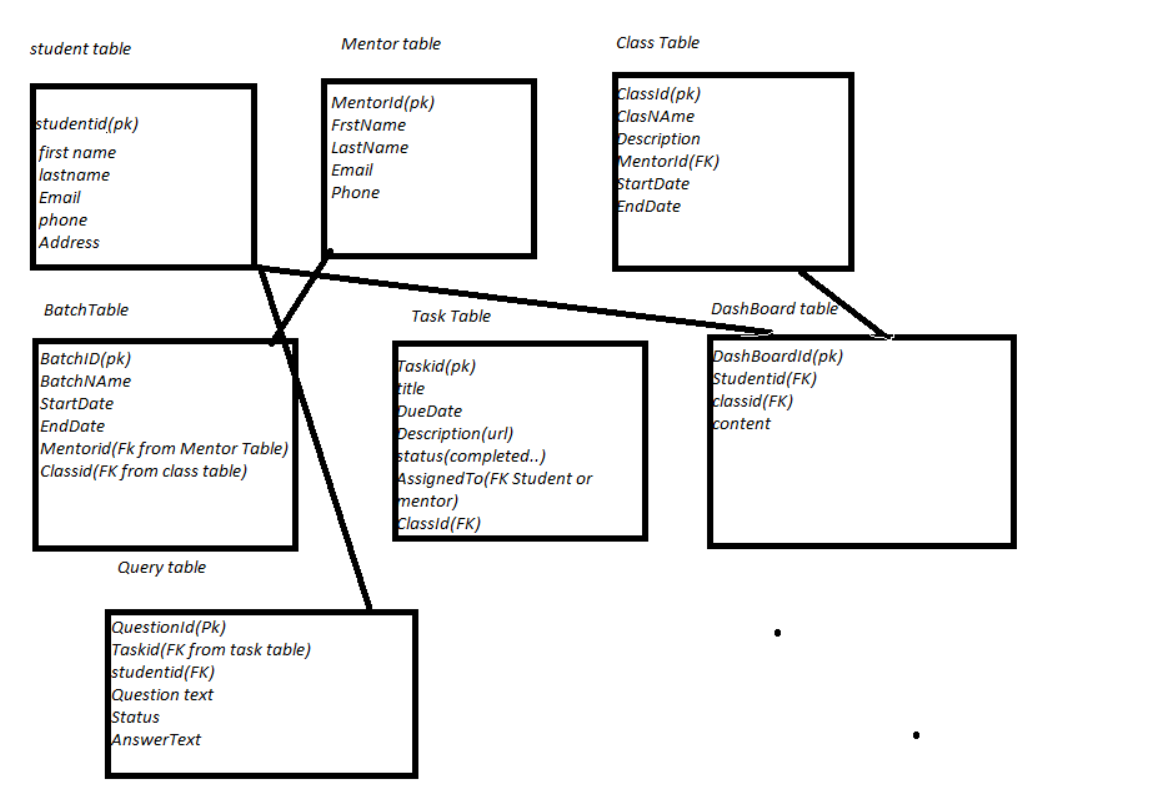 student table
studentid(pk)
first name
lastname
Email
phone
Address
Mentor table
MentorId(pk)
FrstName
LastName
Email
Phone
Class Table
ClassId(pk)
ClasNAme
Description
MentorId(FK)
StartDate
EndDate
BatchTable
BatchID(pk)
BatchNAme
StartDate
EndDate
Mentorid(Fk from Mentor Table)
Classid(FK from class table)
Task Table
Taskid(pk)
title
DueDate
Description(url)
status(completed..)
AssignedTo(FK Student or
mentor)
ClassId(FK)
DashBoard table
DashBoardId(pk)
Studentid(FK)
classid(FK)
content
Query table
QuestionId(Pk)
Taskid(FK from task table)
studentid(FK)
Question text
Status
AnswerText